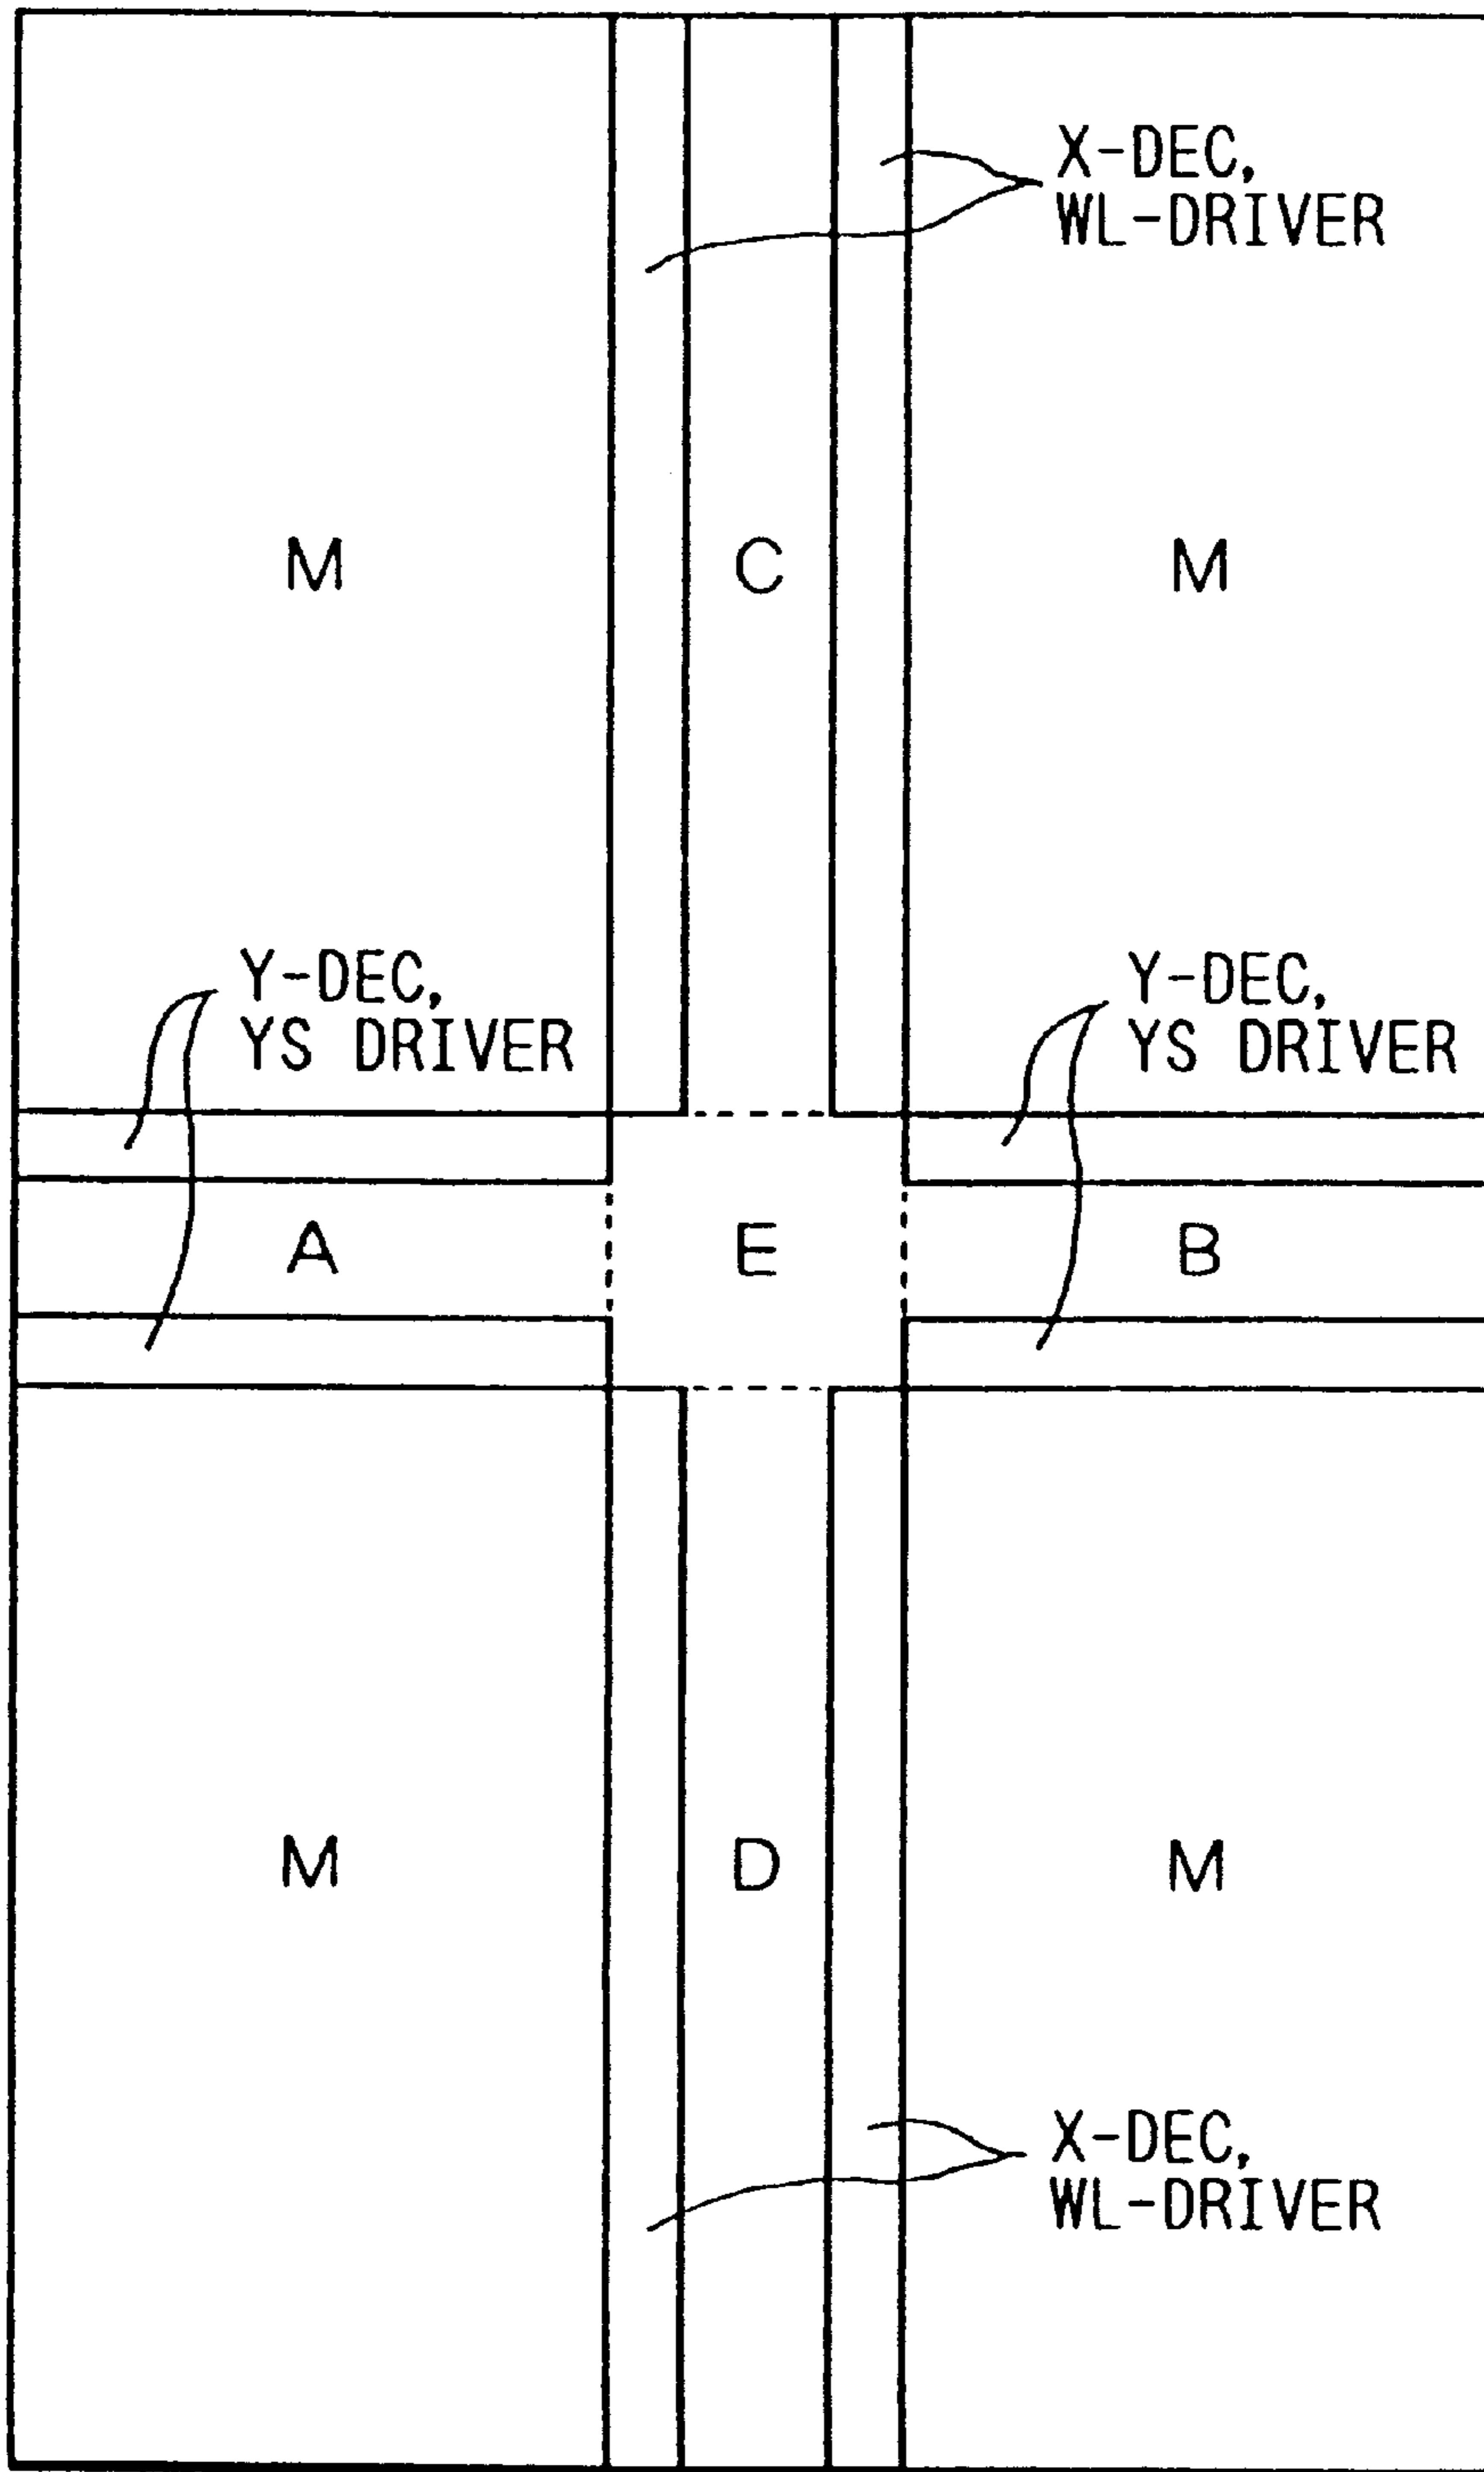 X-DEC,
WL-DRIVER
M
C
M
Y-DEC,
YS DRIVER
Y-DEC,
YS DRIVER
A
E
B
M
D
M
X-DEC,
WL-DRIVER